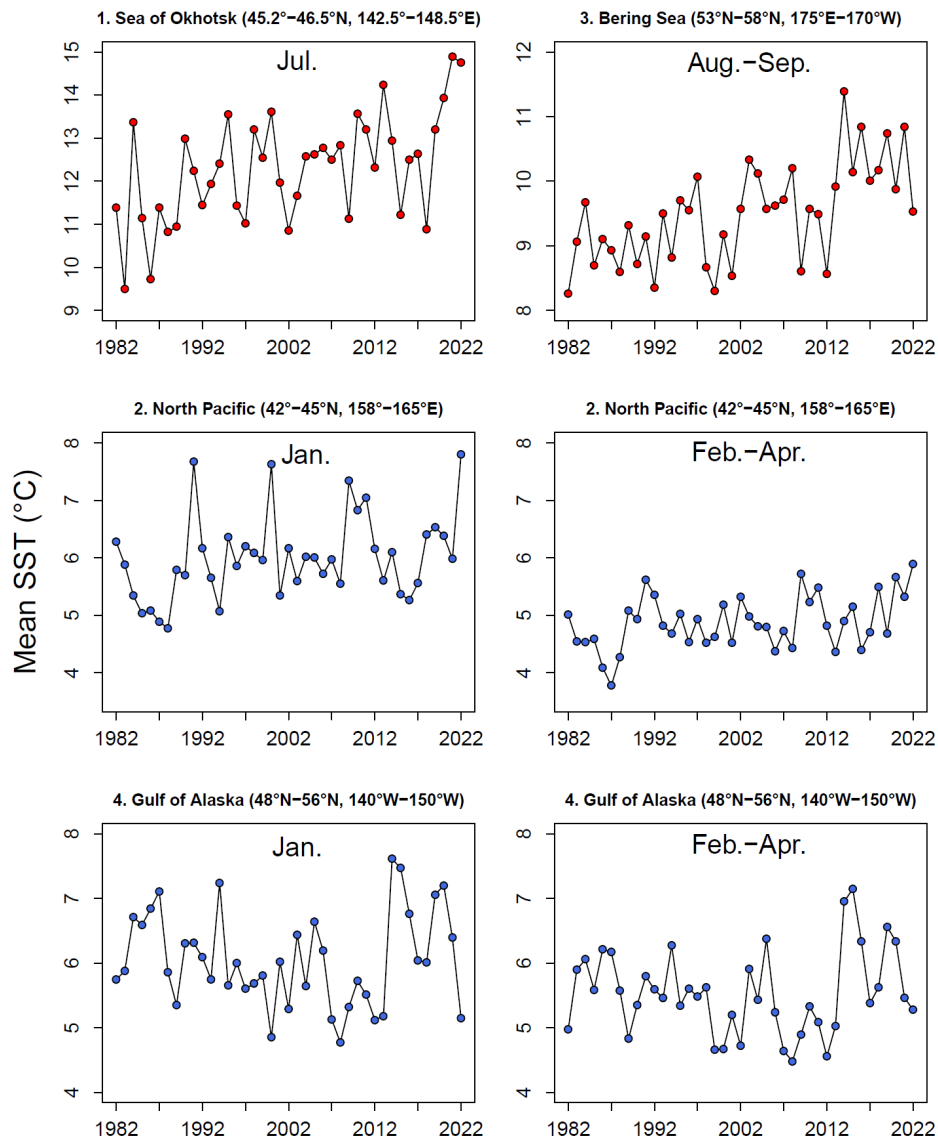 1. Sea of Okhotsk (45.2°−46.5°N, 142.5°−148.5°E)
Jul.
15
14
13
12
11
10
9
1982 1992 2002 2012 2022
3. Bering Sea (53°N−58°N, 175°E−170°W)
Aug.−Sep.
12
11
10
9
8
1982 1992 2002 2012 2022
Mean SST (°C)
2. North Pacific (42°−45°N, 158°−165°E)
Jan.
8
7
6
5
4
1982 1992 2002 2012 2022
2. North Pacific (42°−45°N, 158°−165°E)
Feb.−Apr.
8
7
6
5
4
1982 1992 2002 2012 2022
4. Gulf of Alaska (48°N−56°N, 140°W−150°W)
Jan.
8
7
6
5
4
1982 1992 2002 2012 2022
4. Gulf of Alaska (48°N−56°N, 140°W−150°W)
Feb.−Apr.
8
7
6
5
4
1982 1992 2002 2012 2022